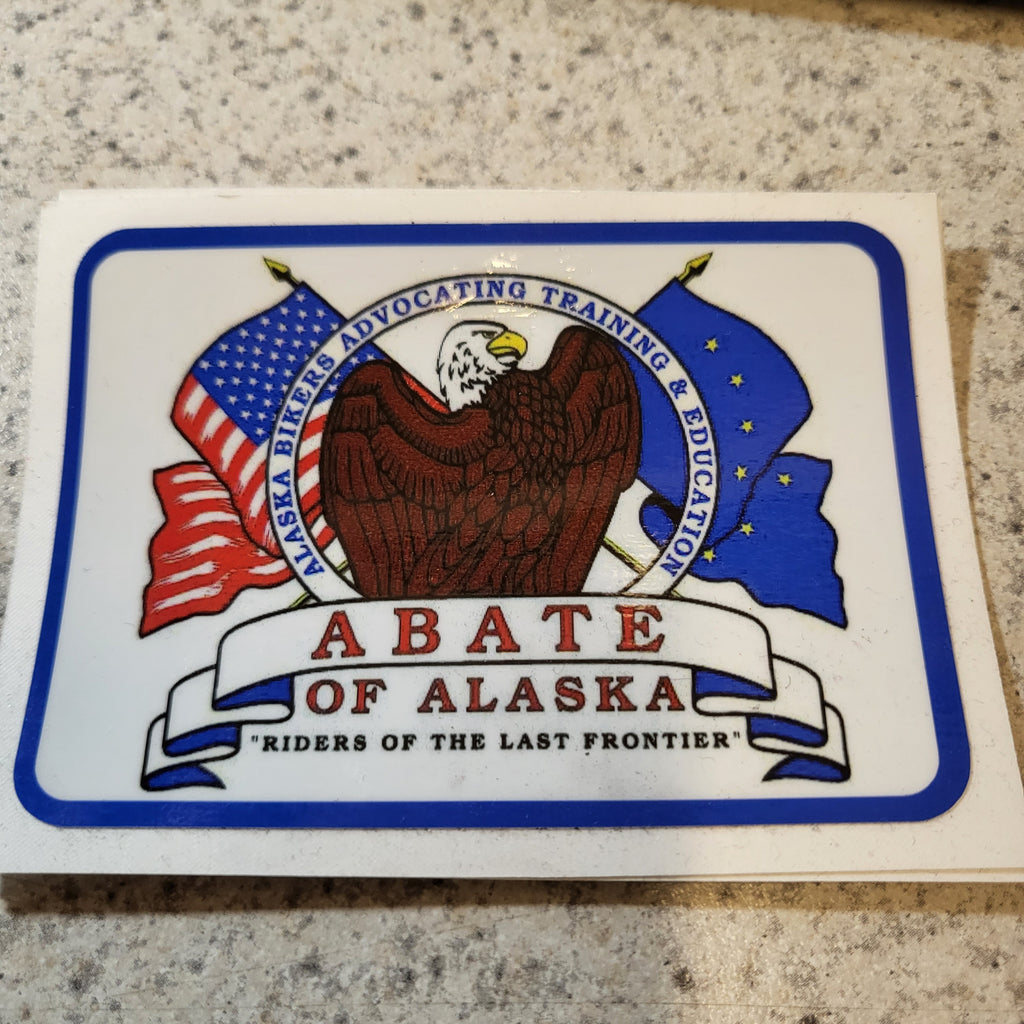 ALASKA BIKERS ADVOCATING TRAINING & EDUCATION
ABATE
OF ALASKA
"RIDERS OF THE LAST FRONTIER"